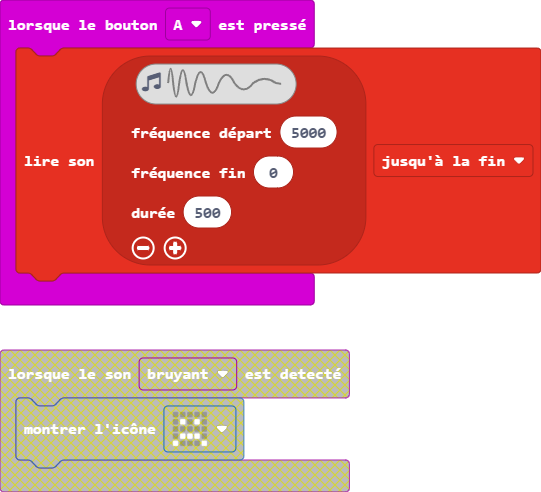 lorsque le bouton A est pressé
fréquence départ 5000
lire son
fréquence fin 0
jusqu'à la fin
durée 500
lorsque le son bruyant est detecté
montrer l'icône